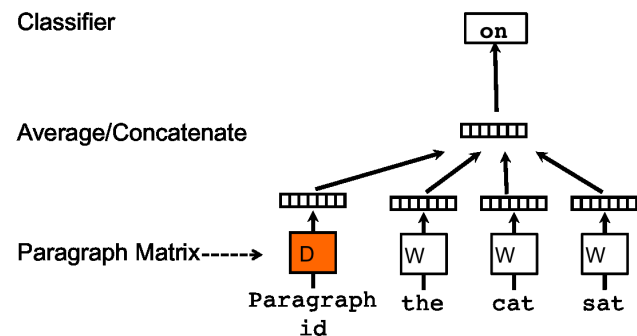 Classifier
on
Average/Concatenate
Paragraph Matrix
D
W
W
W
Paragraph
id
the
cat
sat